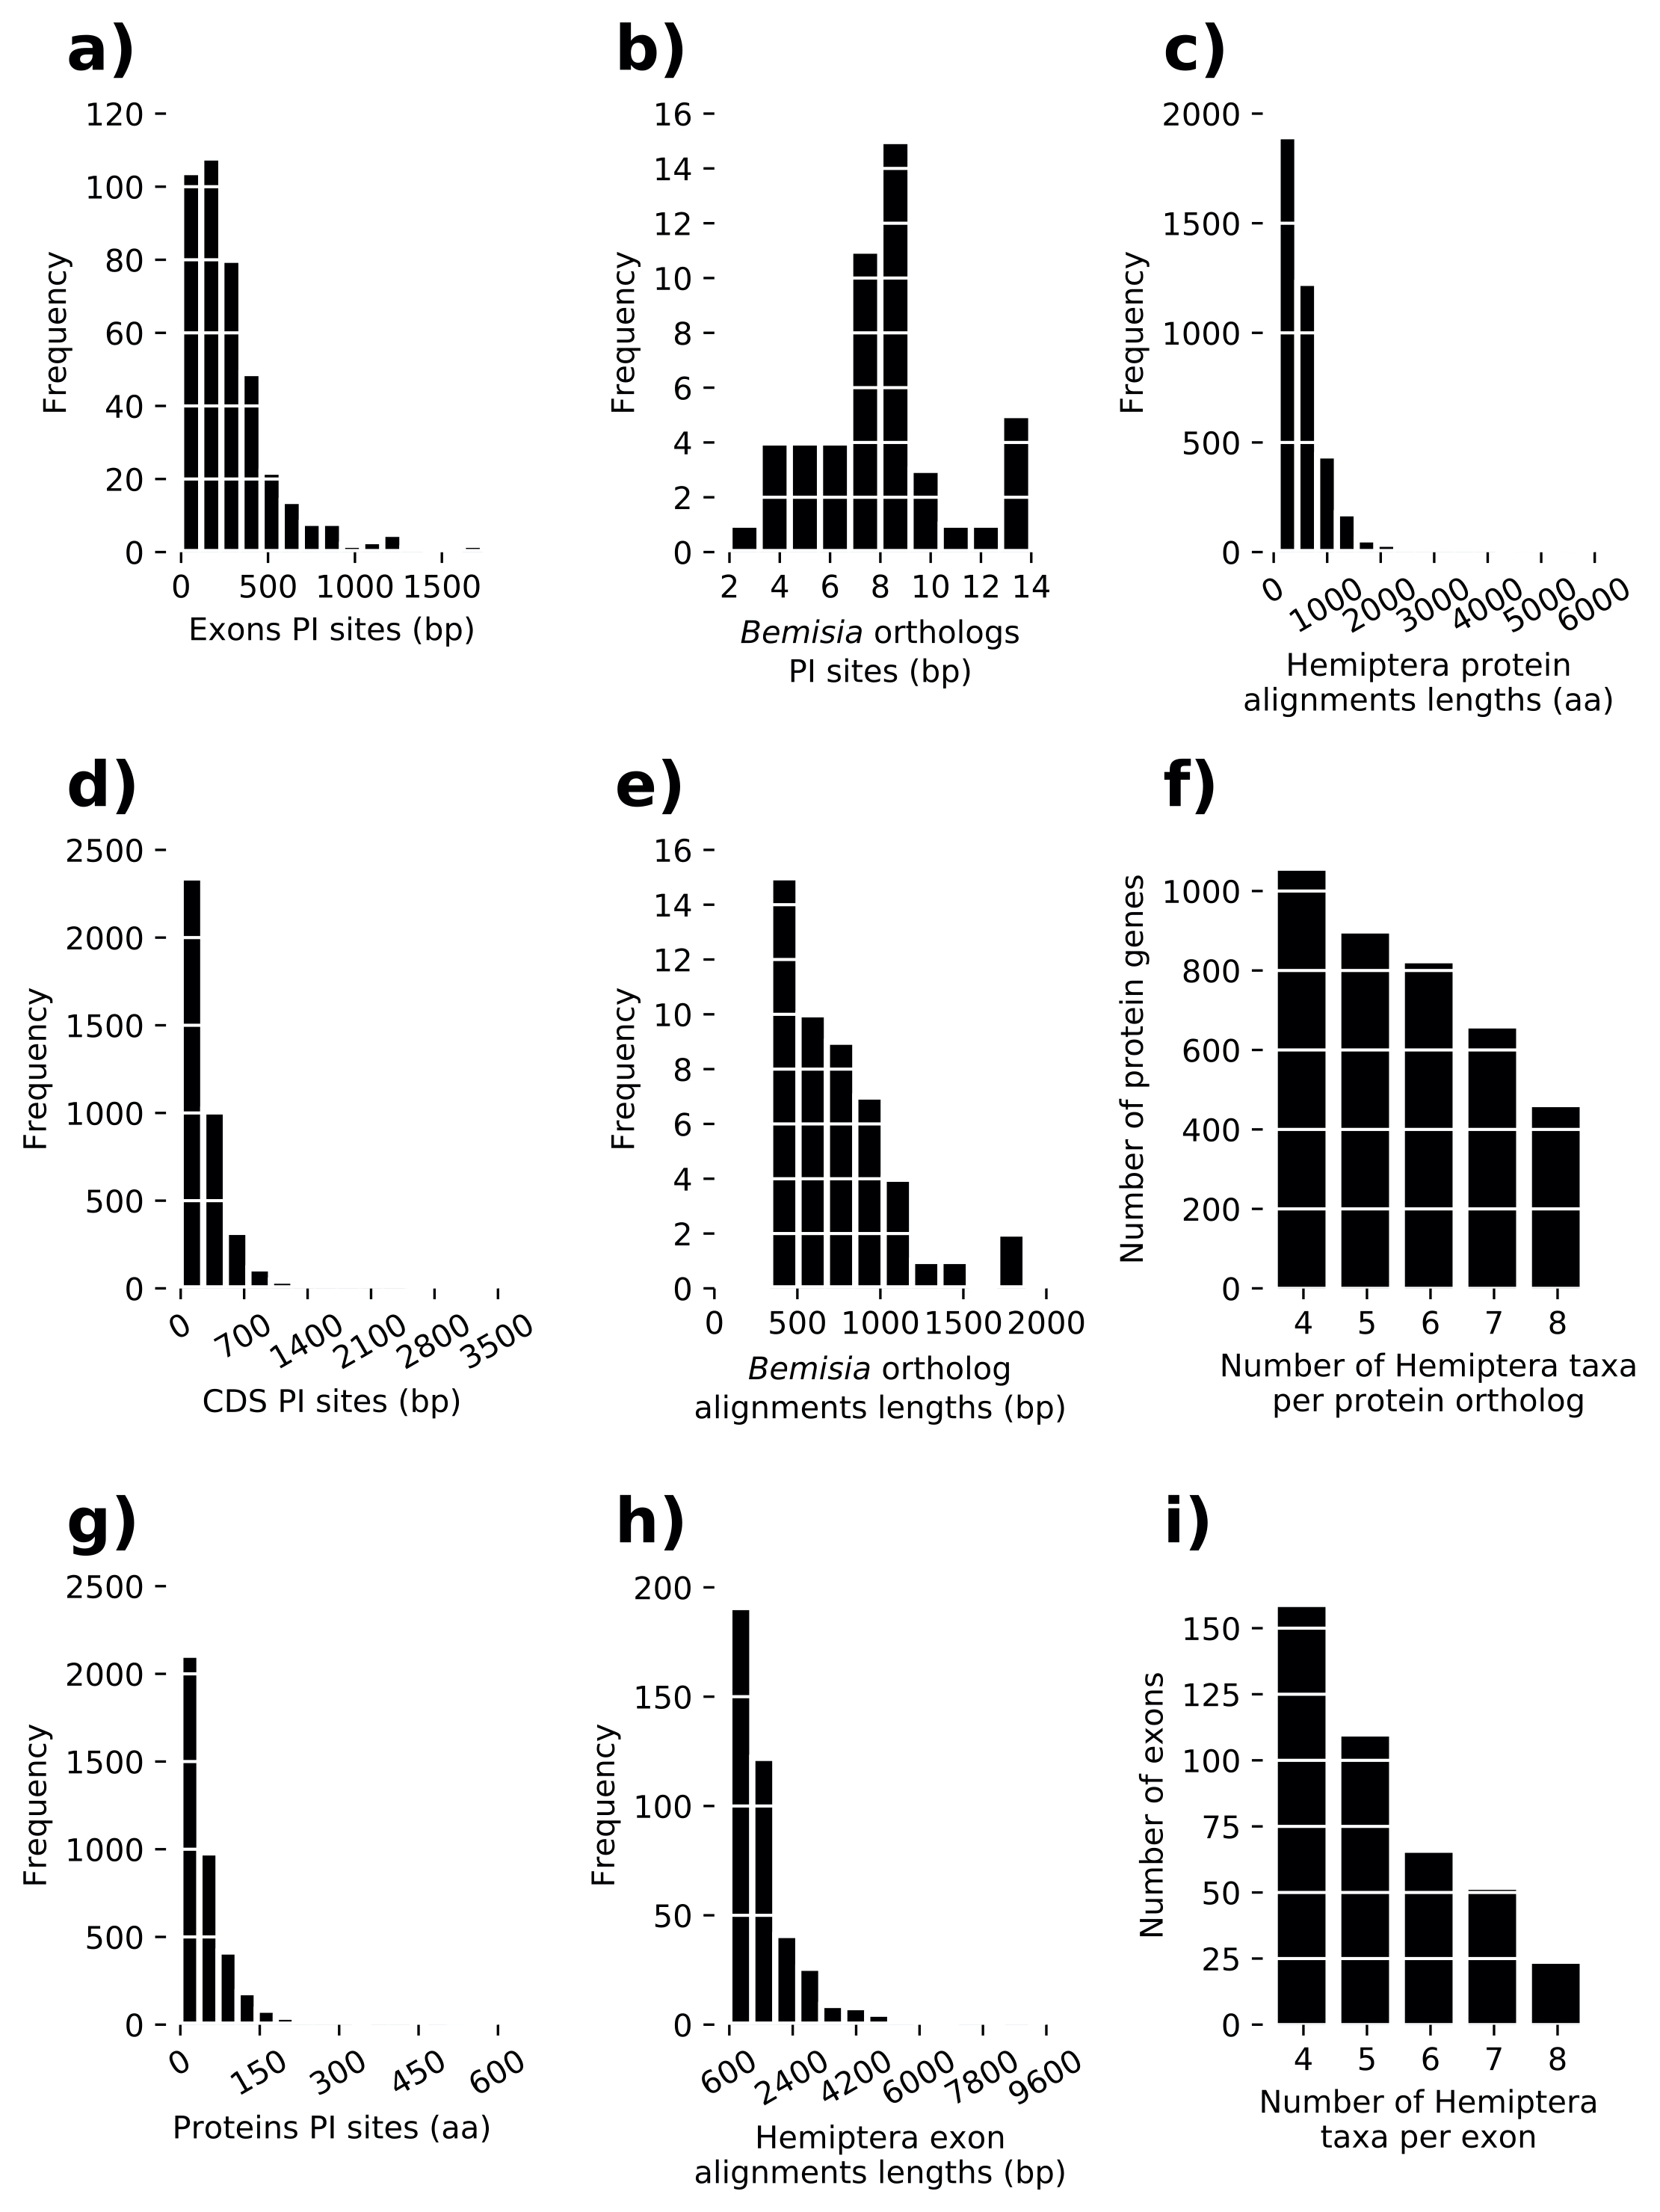 a)
120
100
80
60
40
20
0
Frequency
0 500 1000 1500
Exons PI sites (bp)
b)
16
14
12
10
8
6
4
2
0
Frequency
2 4 6 8 10 12 14
Bemisia orthologs
PI sites (bp)
c)
2000
1500
1000
500
0
Frequency
0 1000 2000 3000 4000 5000 6000
Hemiptera protein
alignments lengths (aa)
d)
2500
2000
1500
1000
500
0
Frequency
0 700 1400 2100 2800 3500
CDS PI sites (bp)
e)
16
14
12
10
8
6
4
2
0
Frequency
0 500 1000 1500 2000
Bemisia ortholog
alignments lengths (bp)
f)
1000
800
600
400
200
0
Number of protein genes
4 5 6 7 8
Number of Hemiptera taxa
per protein ortholog
g)
2500
2000
1500
1000
500
0
Frequency
0 150 300 450 600
Proteins PI sites (aa)
h)
200
150
100
50
0
Frequency
600 2400 4200 6000 7800 9600
Hemiptera exon
alignments lengths (bp)
i)
150
125
100
75
50
25
0
Number of exons
4 5 6 7 8
Number of Hemiptera
taxa per exon